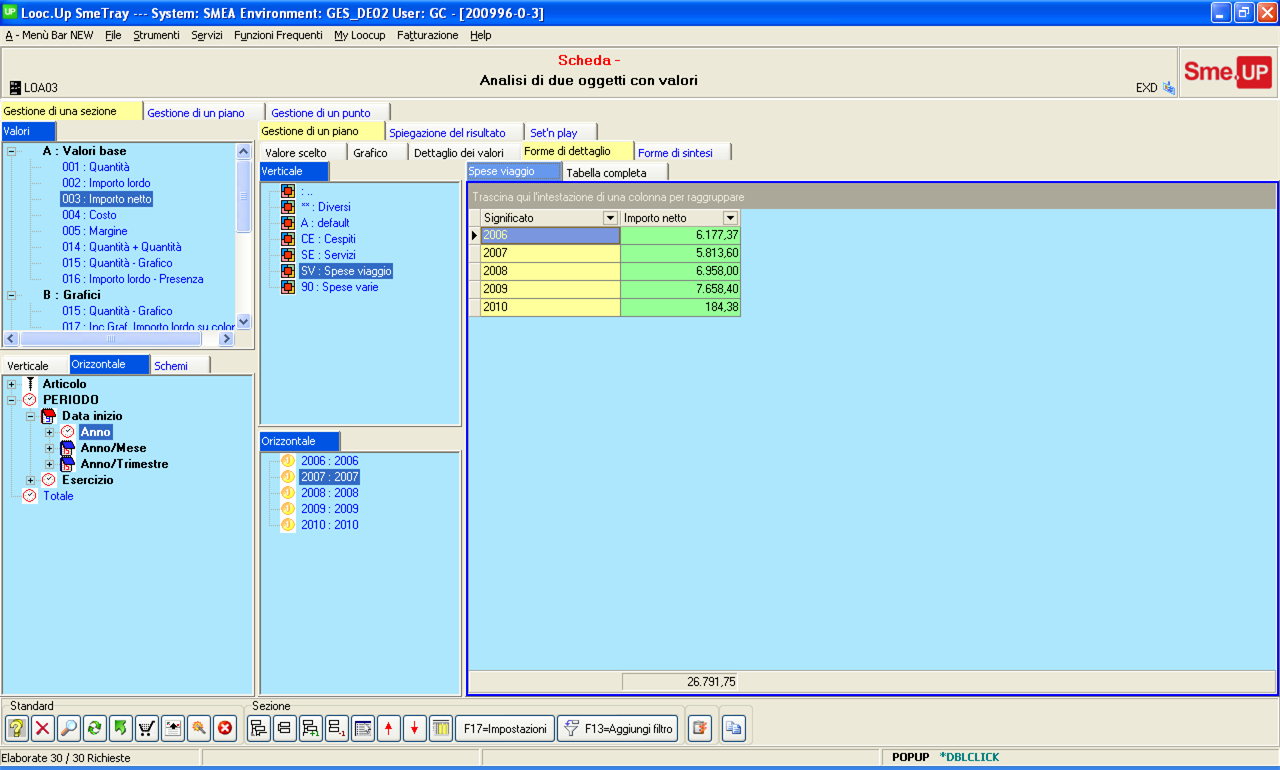 Looc.Up SmeTray --- System: SMEA Environment: GES_DE02 User: GC - [200996-0-3]
A - Menù Bar NEW File Strumenti Servizi Funzioni Frequenti My Loocup Fatturazione Help
Scheda -
Analisi di due oggetti con valori
LOA03
EXD
Sme.UP
Gestione di una sezione Gestione di un piano Gestione di un punto
Valori
A : Valori base
001 : Quantità
002 : Importo lordo
003 : Importo netto
004 : Costo
005 : Margine
014 : Quantità + Quantità
015 : Quantità - Grafico
016 : Importo lordo - Presenza
B : Grafici
015 : Quantità - Grafico
017 : Inc.Graf. Importo lordo su color
Verticale Orizzontale Schemi
Articolo
PERIODO
Data inizio
Anno
Anno/Mese
Anno/Trimestre
Esercizio
Totale
Gestione di un piano Spiegazione del risultato Set'n play
Valore scelto Grafico Dettaglio dei valori Forme di dettaglio Forme di sintesi
Verticale
: ..
** : Diversi
A : default
CE : Cespiti
SE : Servizi
SV : Spese viaggio
90 : Spese varie
Orizzontale
2006 : 2006
2007 : 2007
2008 : 2008
2009 : 2009
2010 : 2010
Spese viaggio Tabella completa
Trascina qui l'intestazione di una colonna per raggruppare
Significato Importo netto
2006 6.177,37
2007 5.813,60
2008 6.958,00
2009 7.658,40
2010 184,38
26.791,75
Standard Sezione
F17=Impostazioni F13=Aggiungi filtro
Elaborate 30 / 30 Richieste
POPUP *DBLCLICK